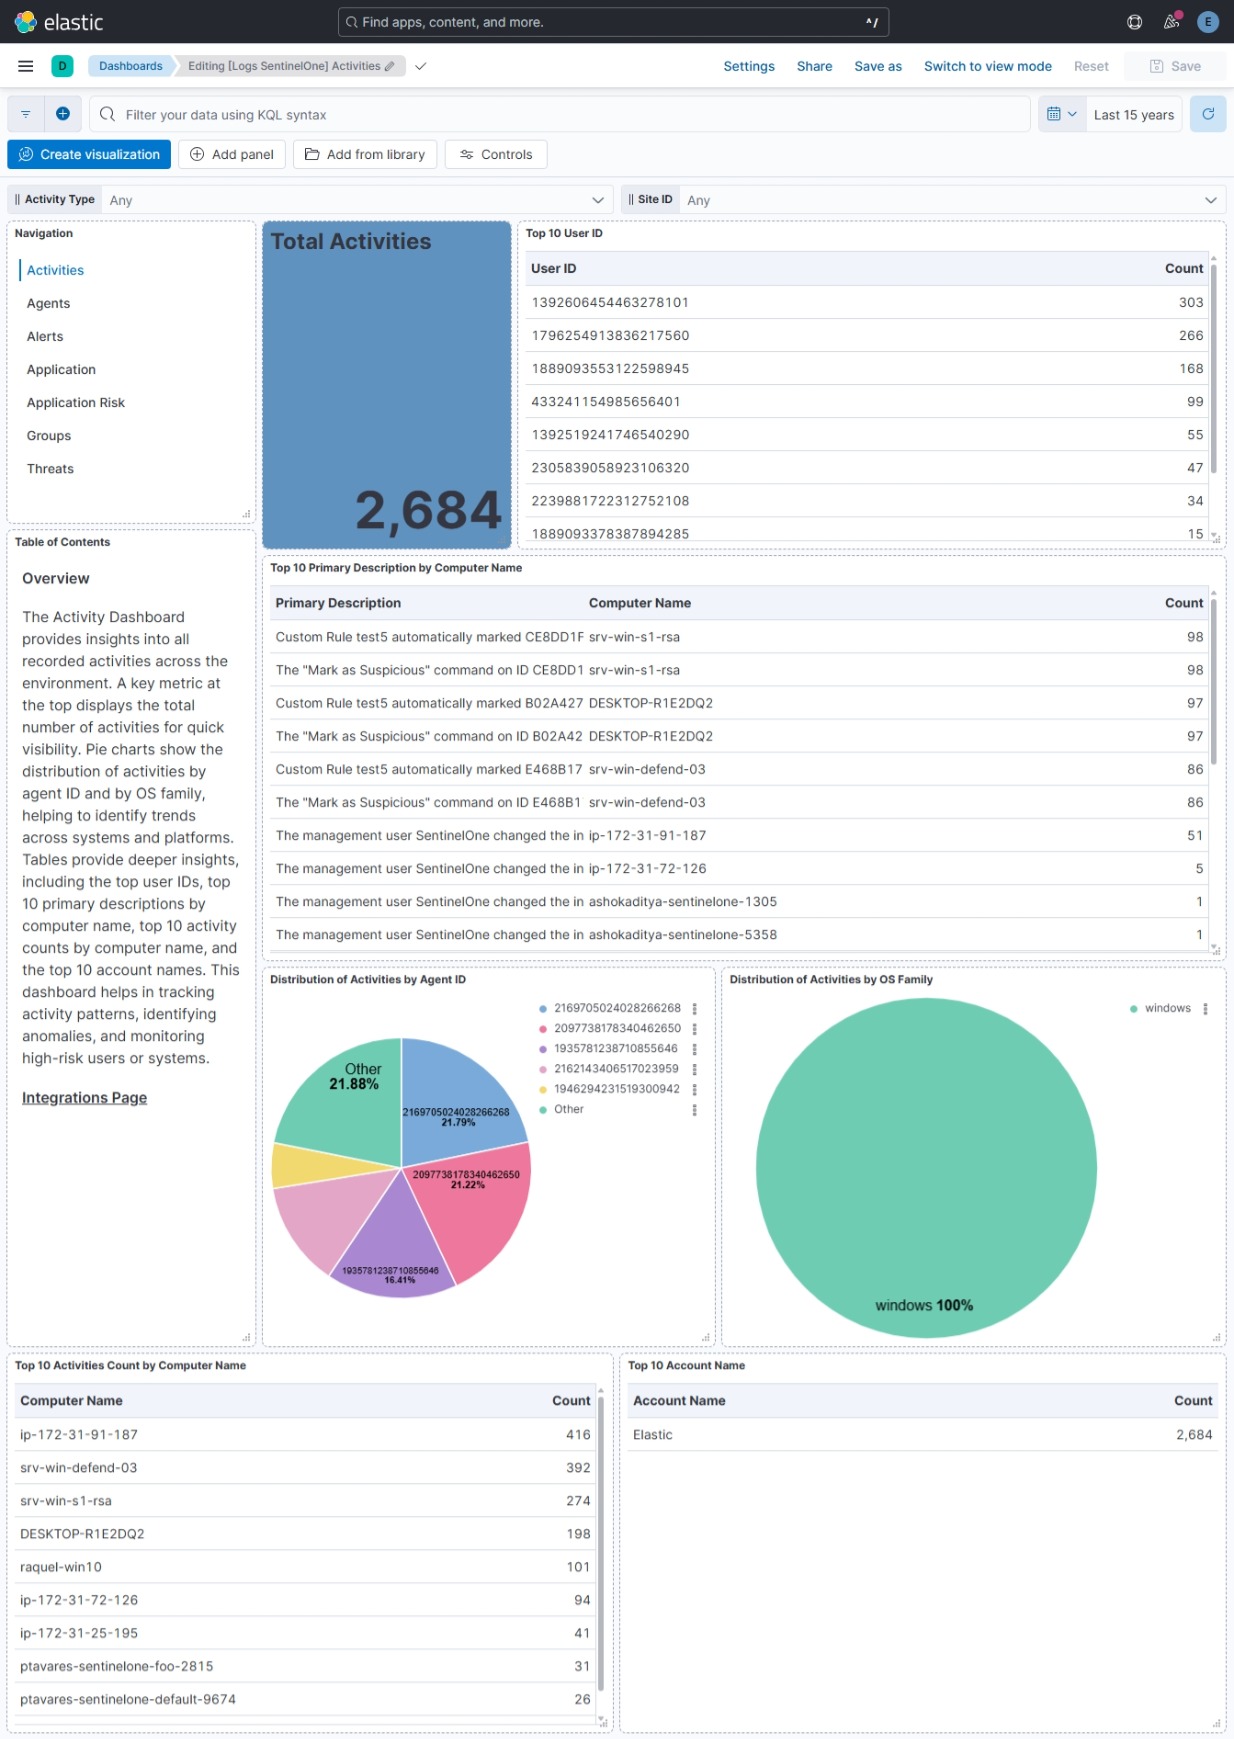 elastic
Find apps, content, and more.
^/
E
D
Dashboards
Editing [Logs SentinelOne] Activities
Settings
Share
Save as
Switch to view mode
Reset
Save
Filter your data using KQL syntax
Last 15 years
Create visualization
Add panel
Add from library
Controls
Activity Type
Any
Site ID
Any
Navigation
Activities
Agents
Alerts
Application
Application Risk
Groups
Threats
Total Activities
2,684
Top 10 User ID
User ID Count
1392606454463278101 303
1796254913836217560 266
1889093553122598945 168
433241154985656401 99
1392519241746540290 55
2305839058923106320 47
2239881722312752108 34
1889093378387894285 15
Table of Contents
Overview
The Activity Dashboard
provides insights into all
recorded activities across the
environment. A key metric at
the top displays the total
number of activities for quick
visibility. Pie charts show the
distribution of activities by
agent ID and by OS family,
helping to identify trends
across systems and platforms.
Tables provide deeper insights,
including the top user IDs, top
10 primary descriptions by
computer name, top 10 activity
counts by computer name, and
the top 10 account names. This
dashboard helps in tracking
activity patterns, identifying
anomalies, and monitoring
high-risk users or systems.
Integrations Page
Top 10 Primary Description by Computer Name
Primary Description Computer Name Count
Custom Rule test5 automatically marked CE8DD1F srv-win-s1-rsa 98
The "Mark as Suspicious" command on ID CE8DD1 srv-win-s1-rsa 98
Custom Rule test5 automatically marked B02A427 DESKTOP-R1E2DQ2 97
The "Mark as Suspicious" command on ID B02A42 DESKTOP-R1E2DQ2 97
Custom Rule test5 automatically marked E468B17 srv-win-defend-03 86
The "Mark as Suspicious" command on ID E468B1 srv-win-defend-03 86
The management user SentinelOne changed the in ip-172-31-91-187 51
The management user SentinelOne changed the in ip-172-31-72-126 5
The management user SentinelOne changed the in ashokaditya-sentinelone-1305 1
The management user SentinelOne changed the in ashokaditya-sentinelone-5358 1
Distribution of Activities by Agent ID
2169705024028266268
2097738178340462650
1935781238710855646
2162143406517023959
1946294231519300942
Other
Other
21.88%
2169705024028266268
21.79%
2097738178340462650
21.22%
1935781238710855646
16.41%
Distribution of Activities by OS Family
windows
windows 100%
Top 10 Activities Count by Computer Name
Computer Name Count
ip-172-31-91-187 416
srv-win-defend-03 392
srv-win-s1-rsa 274
DESKTOP-R1E2DQ2 198
raquel-win10 101
ip-172-31-72-126 94
ip-172-31-25-195 41
ptavares-sentinelone-foo-2815 31
ptavares-sentinelone-default-9674 26
Top 10 Account Name
Account Name Count
Elastic 2,684